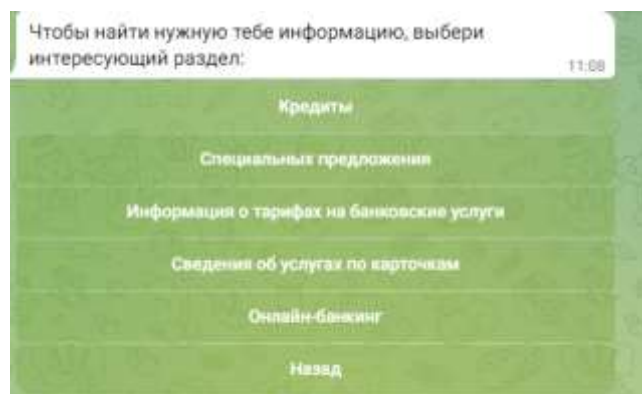 Чтобы найти нужную тебе информацию, выбери
интересующий раздел:
11:08
Кредиты
Специальных предложения
Информация о тарифах на банковские услуги
Сведения об услугах по карточкам
Онлайн-банкинг
Назад